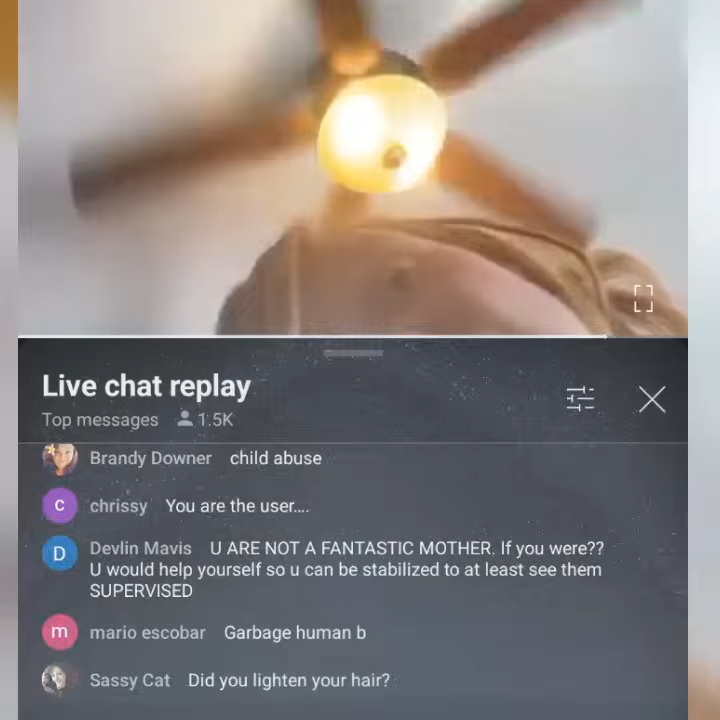 Live chat replay
Top messages 1.5K
Brandy Downer child abuse
C chrissy You are the user....
D Devlin Mavis U ARE NOT A FANTASTIC MOTHER. If you were??
U would help yourself so u can be stabilized to at least see them
SUPERVISED
m mario escobar Garbage human b
Sassy Cat Did you lighten your hair?